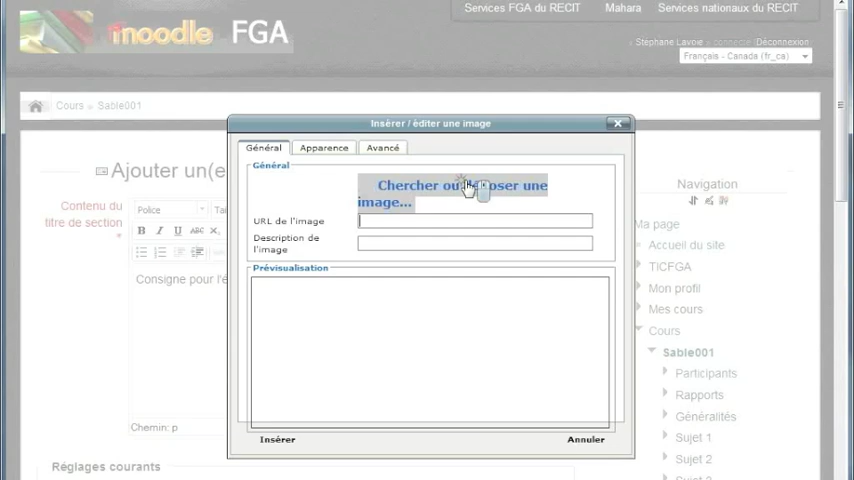 Services FGA du RECIT Mahara Services nationaux du RECIT
moodle FGA
Stéphane Lavoie connecté (Déconnexion
Français - Canada (fr_ca)
Cours » Sable001
Insérer / éditer une image
Général Apparence Avancé
Ajouter un(e
Général
Chercher ou oser une
image...
Contenu du
titre de section
Police
URL de l'image
Description de
l'image
Navigation
Ma page
Accueil du site
TICFGA
Mon profil
Mes cours
Cours
Sable001
Participants
Rapports
Généralités
Sujet 1
Sujet 2
Prévisualisation
B I U ABC
Consigne pour l'é
Chemin: p
Insérer Annuler
Réglages courants